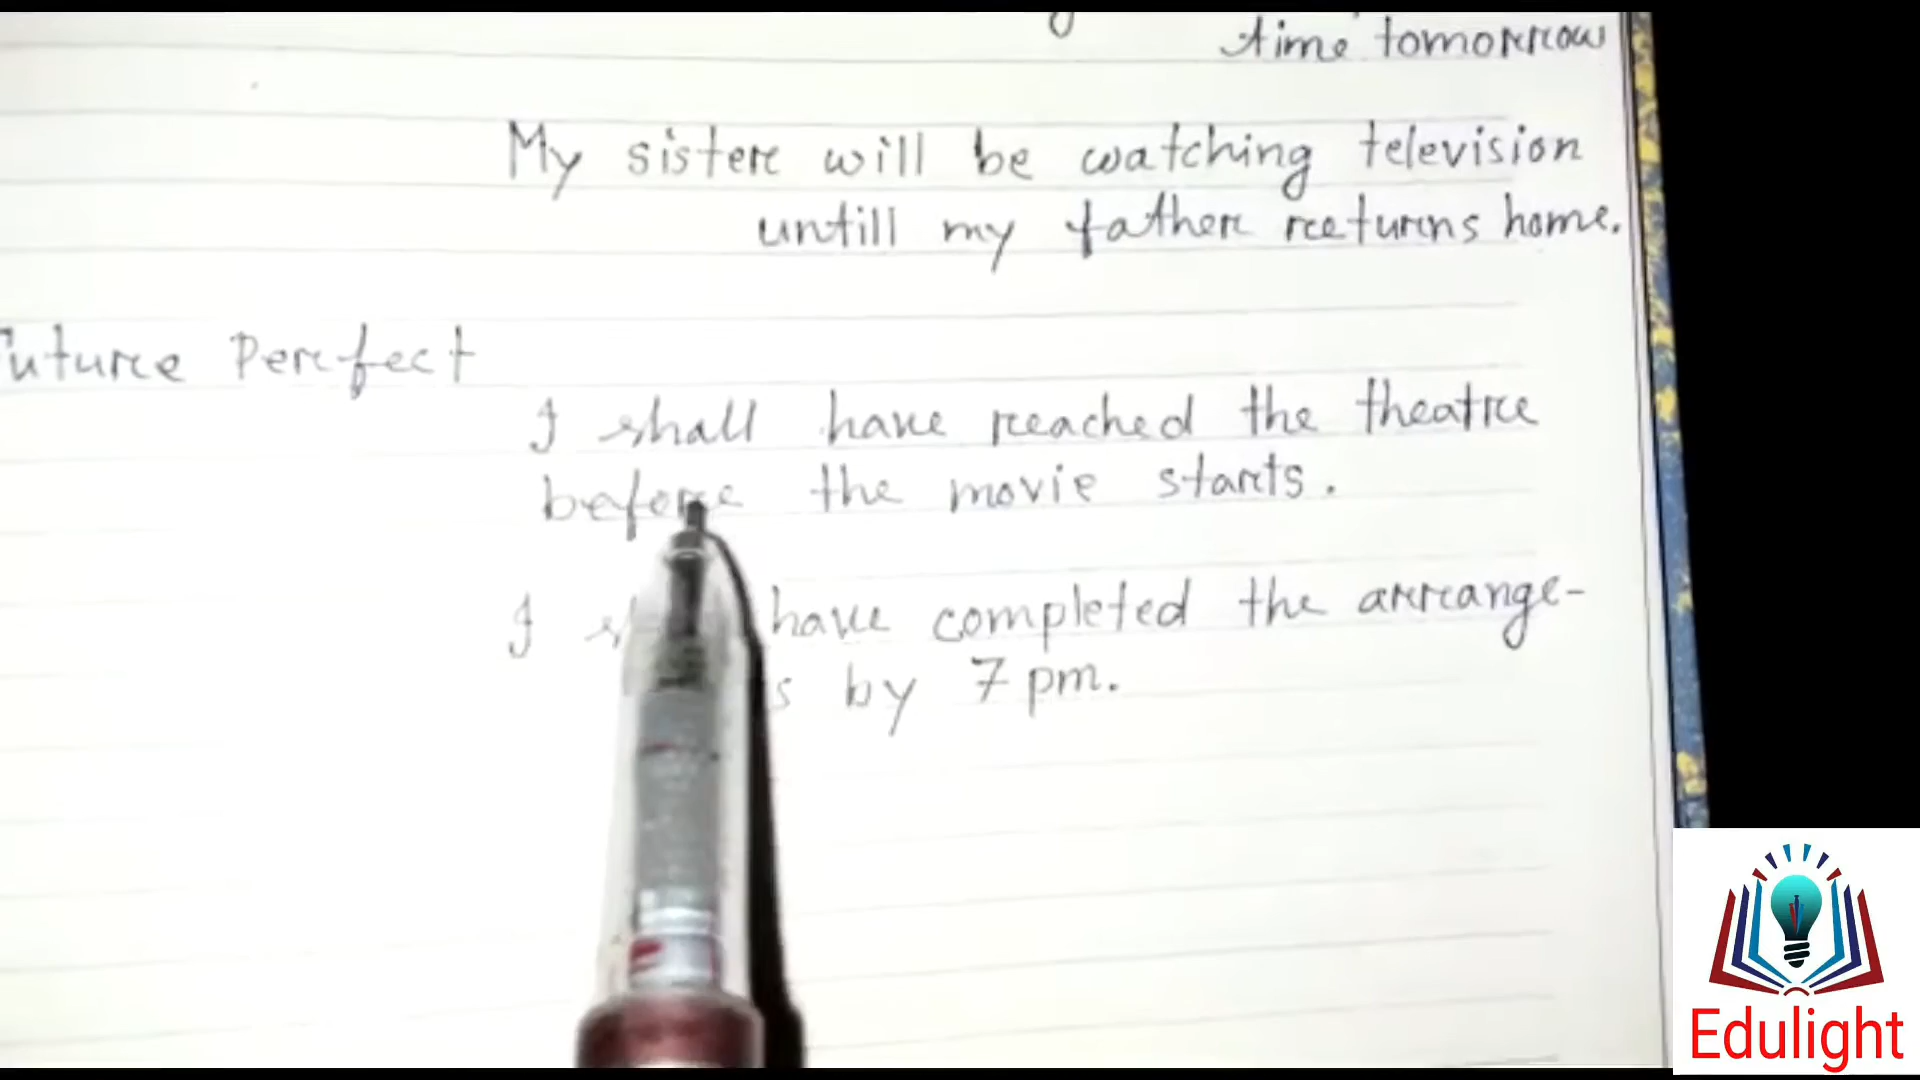 time tomorrow
My sister will be watching television
untill my father returns home.
Future Perfect
I shall have reached the theatre
before the movie starts.
I have completed the arrange-
s by 7 pm.
Edulight